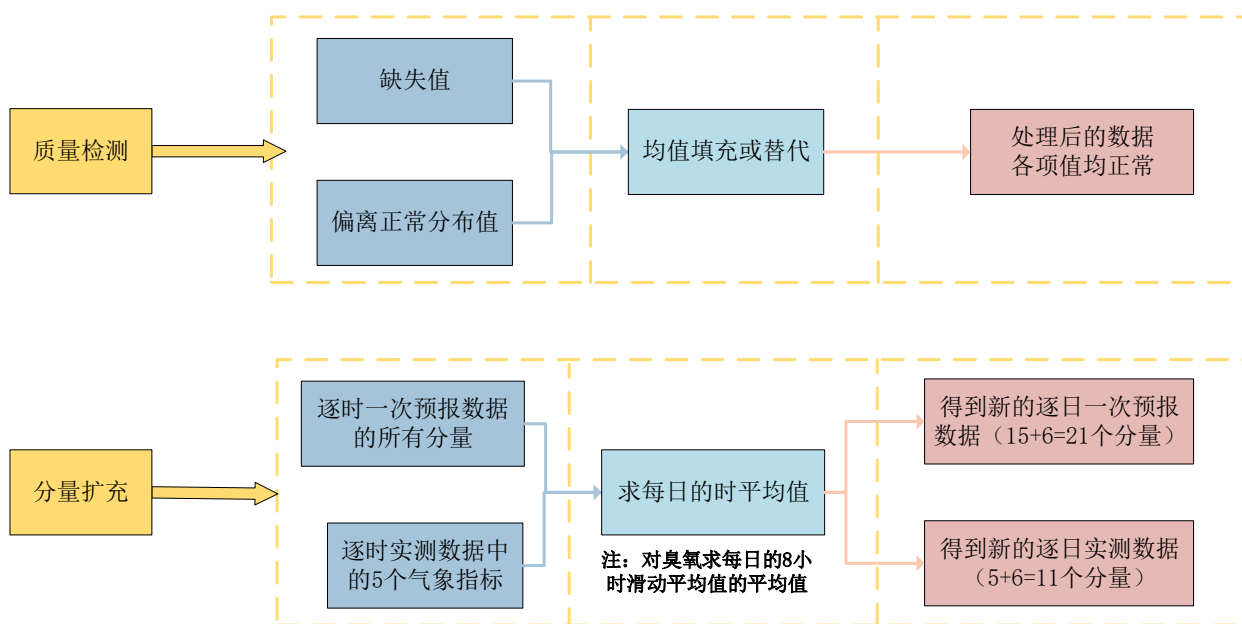 质量检测
缺失值
偏离正常分布值
均值填充或替代
处理后的数据
各项值均正常
分量扩充
逐时一次预报数据
的所有分量
逐时实测数据中
的5个气象指标
求每日的时平均值
注：对臭氧求每日的8小
时滑动平均值的平均值
得到新的逐日一次预报
数据（15+6=21个分量）
得到新的逐日实测数据
（5+6=11个分量）